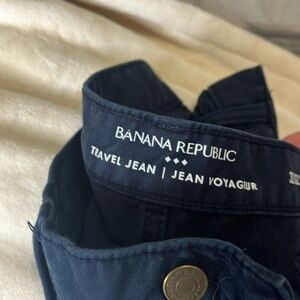 BANANA REPUBLIC
TRAVEL JEAN | JEAN VOYAGEUR